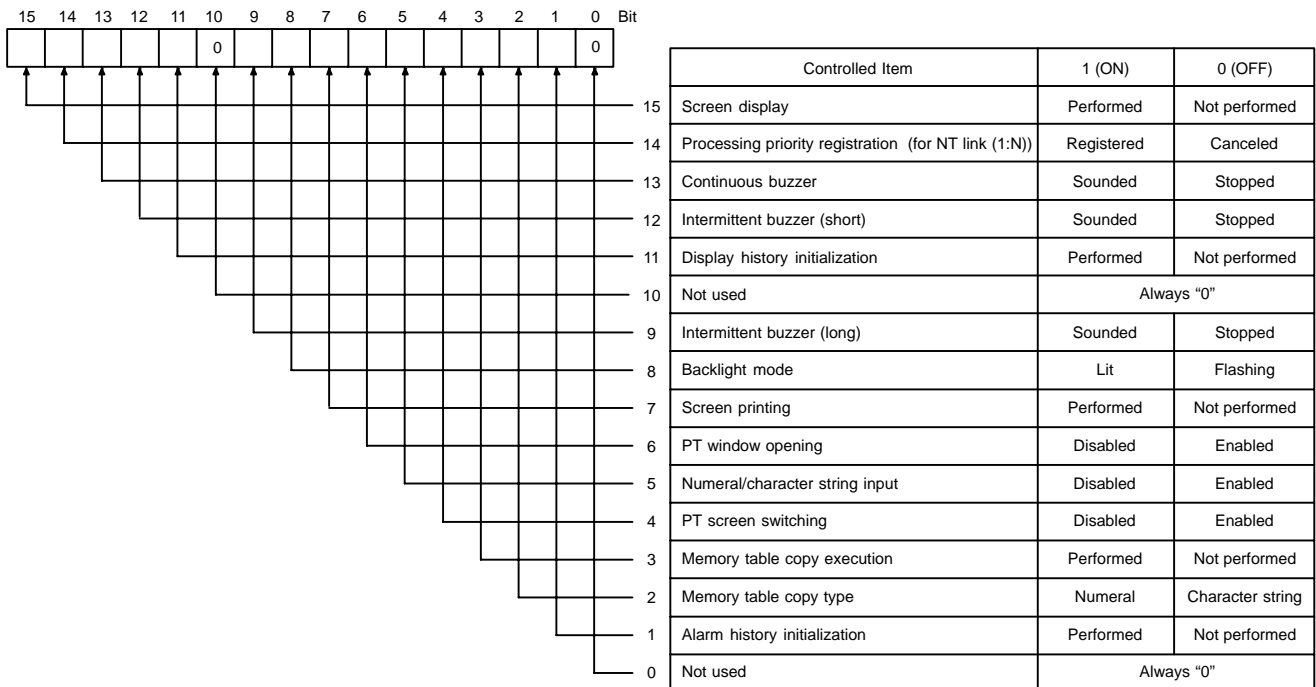 15 14 13 12 11 10 9 8 7 6 5 4 3 2 1 0 Bit
0 0
Controlled Item 1 (ON) 0 (OFF)
15 Screen display Performed Not performed
14 Processing priority registration (for NT link (1:N)) Registered Canceled
13 Continuous buzzer Sounded Stopped
12 Intermittent buzzer (short) Sounded Stopped
11 Display history initialization Performed Not performed
10 Not used Always “0”
9 Intermittent buzzer (long) Sounded Stopped
8 Backlight mode Lit Flashing
7 Screen printing Performed Not performed
6 PT window opening Disabled Enabled
5 Numeral/character string input Disabled Enabled
4 PT screen switching Disabled Enabled
3 Memory table copy execution Performed Not performed
2 Memory table copy type Numeral Character string
1 Alarm history initialization Performed Not performed
0 Not used Always “0”